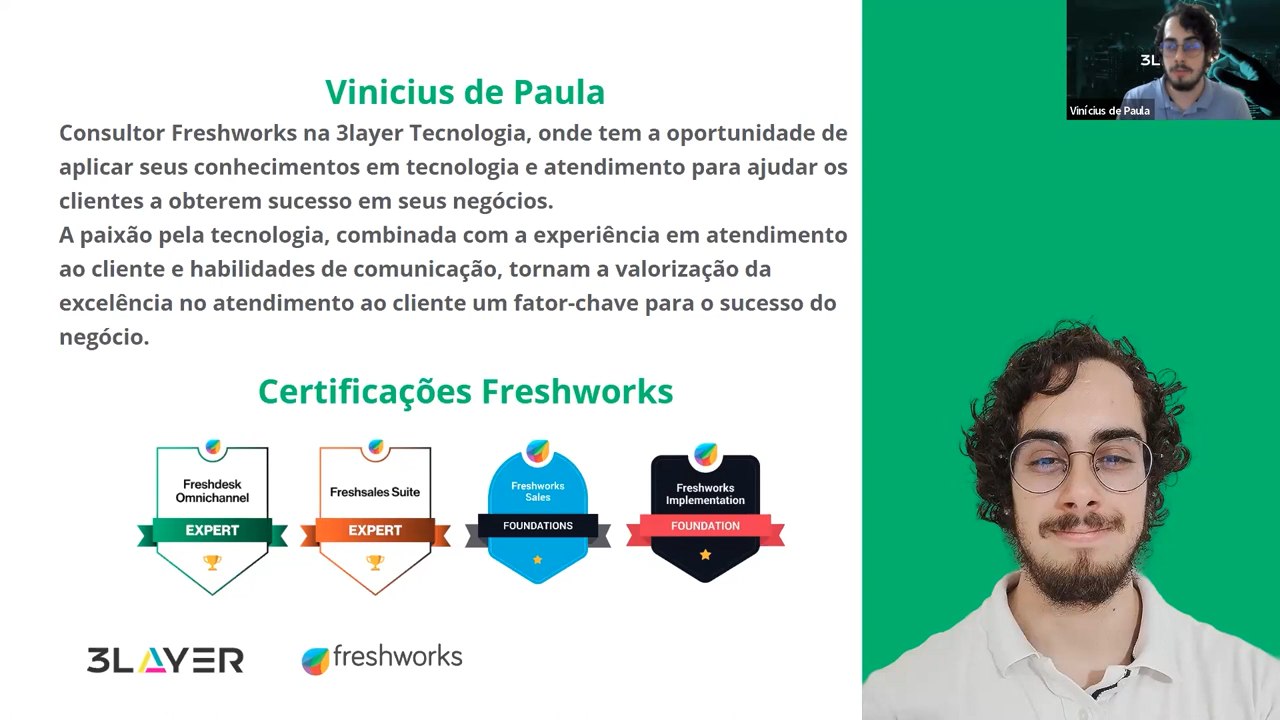 Vinicius de Paula
Consultor Freshworks na 3layer Tecnologia, onde tem a oportunidade de
aplicar seus conhecimentos em tecnologia e atendimento para ajudar os
clientes a obterem sucesso em seus negócios.
A paixão pela tecnologia, combinada com a experiência em atendimento
ao cliente e habilidades de comunicação, tornam a valorização da
excelência no atendimento ao cliente um fator-chave para o sucesso do
negócio.
Certificações Freshworks
Freshdesk
Omnichannel
EXPERT
Freshsales Suite
EXPERT
Freshworks
Sales
FOUNDATIONS
Freshworks
Implementation
FOUNDATION
3LAYER
freshworks
3L
Vinícius de Paula